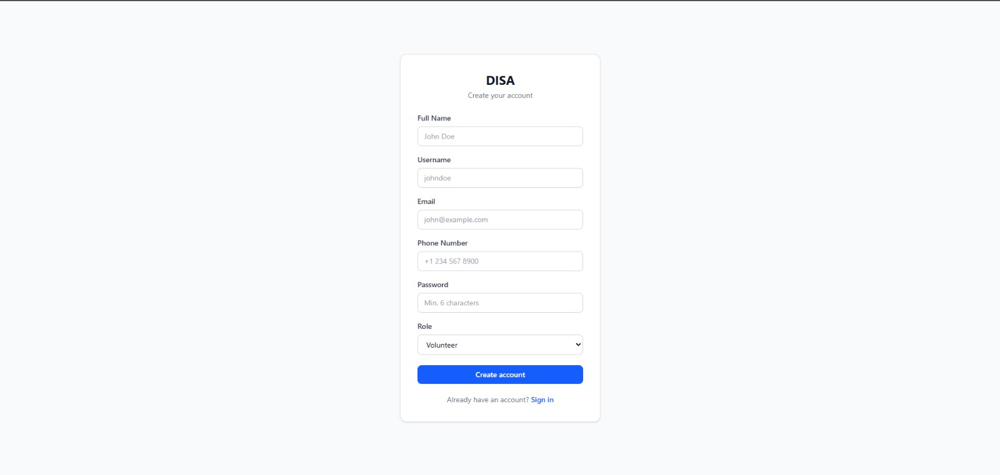 DISA
Create your account
Full Name
John Doe
Username
johndoe
Email
john@example.com
Phone Number
+1 234 567 8900
Password
Min. 6 characters
Role
Volunteer
Create account
Already have an account? Sign in